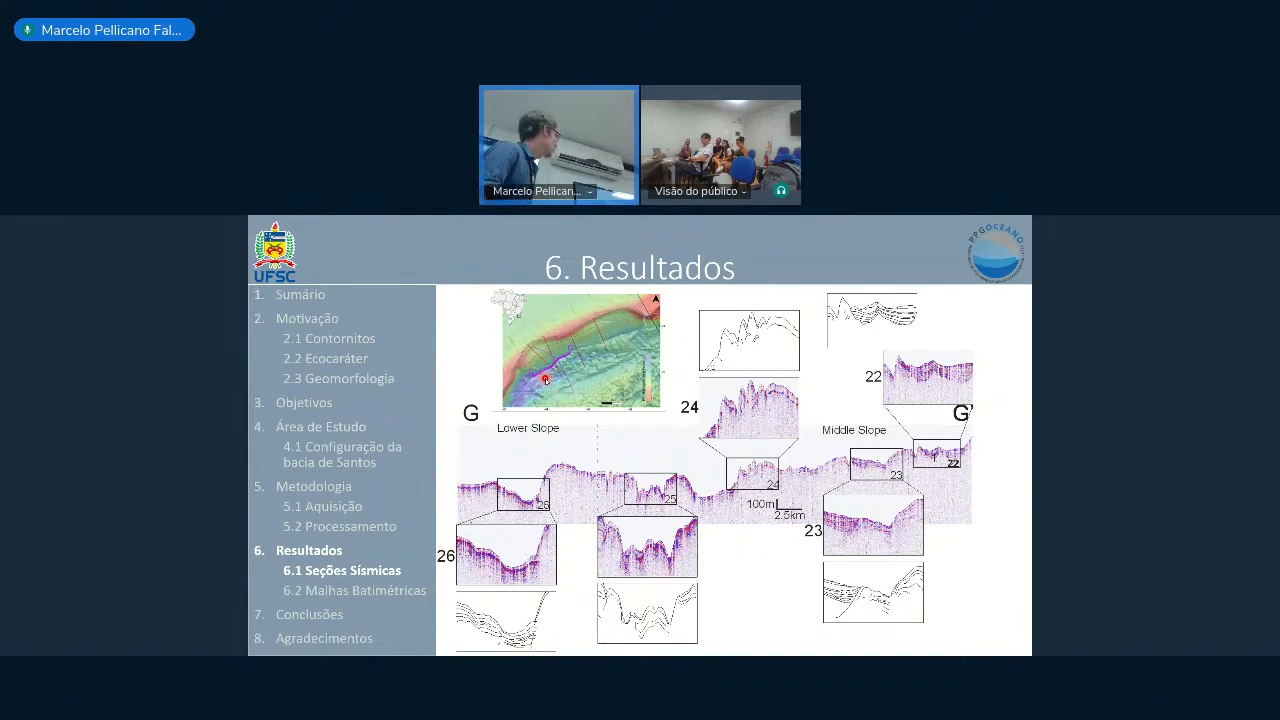 Marcelo Pellicano Fal...
Marcelo Pellican...
Visão do público
UFSC
6. Resultados
PPGOCEANO
1. Sumário
2. Motivação
2.1 Contornitos
2.2 Ecocaráter
2.3 Geomorfologia
3. Objetivos
4. Área de Estudo
4.1 Configuração da
bacia de Santos
5. Metodologia
5.1 Aquisição
5.2 Processamento
6. Resultados
6.1 Seções Sísmicas
6.2 Malhas Batimétricas
7. Conclusões
8. Agradecimentos
A
22
24
G
G'
Lower Slope
Middle Slope
22
23
24
25
26
100m
2.5km
23
26